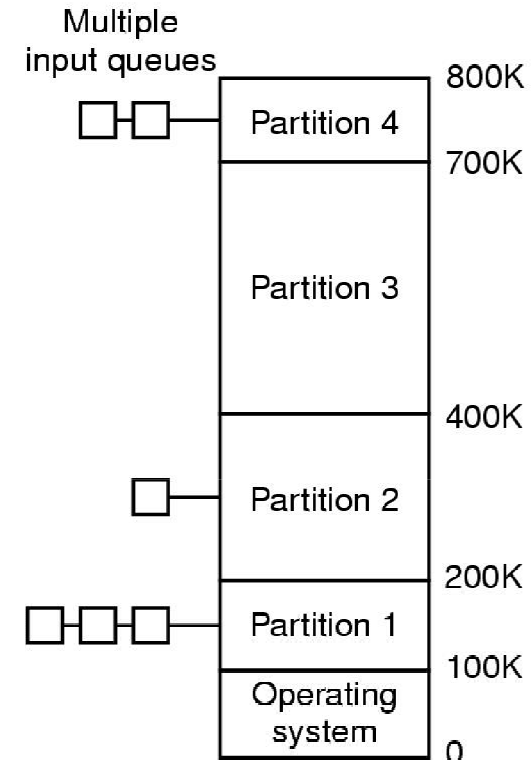 Multiple
input queues
800K
Partition 4
700K
Partition 3
400K
Partition 2
200K
Partition 1
100K
Operating
system
0